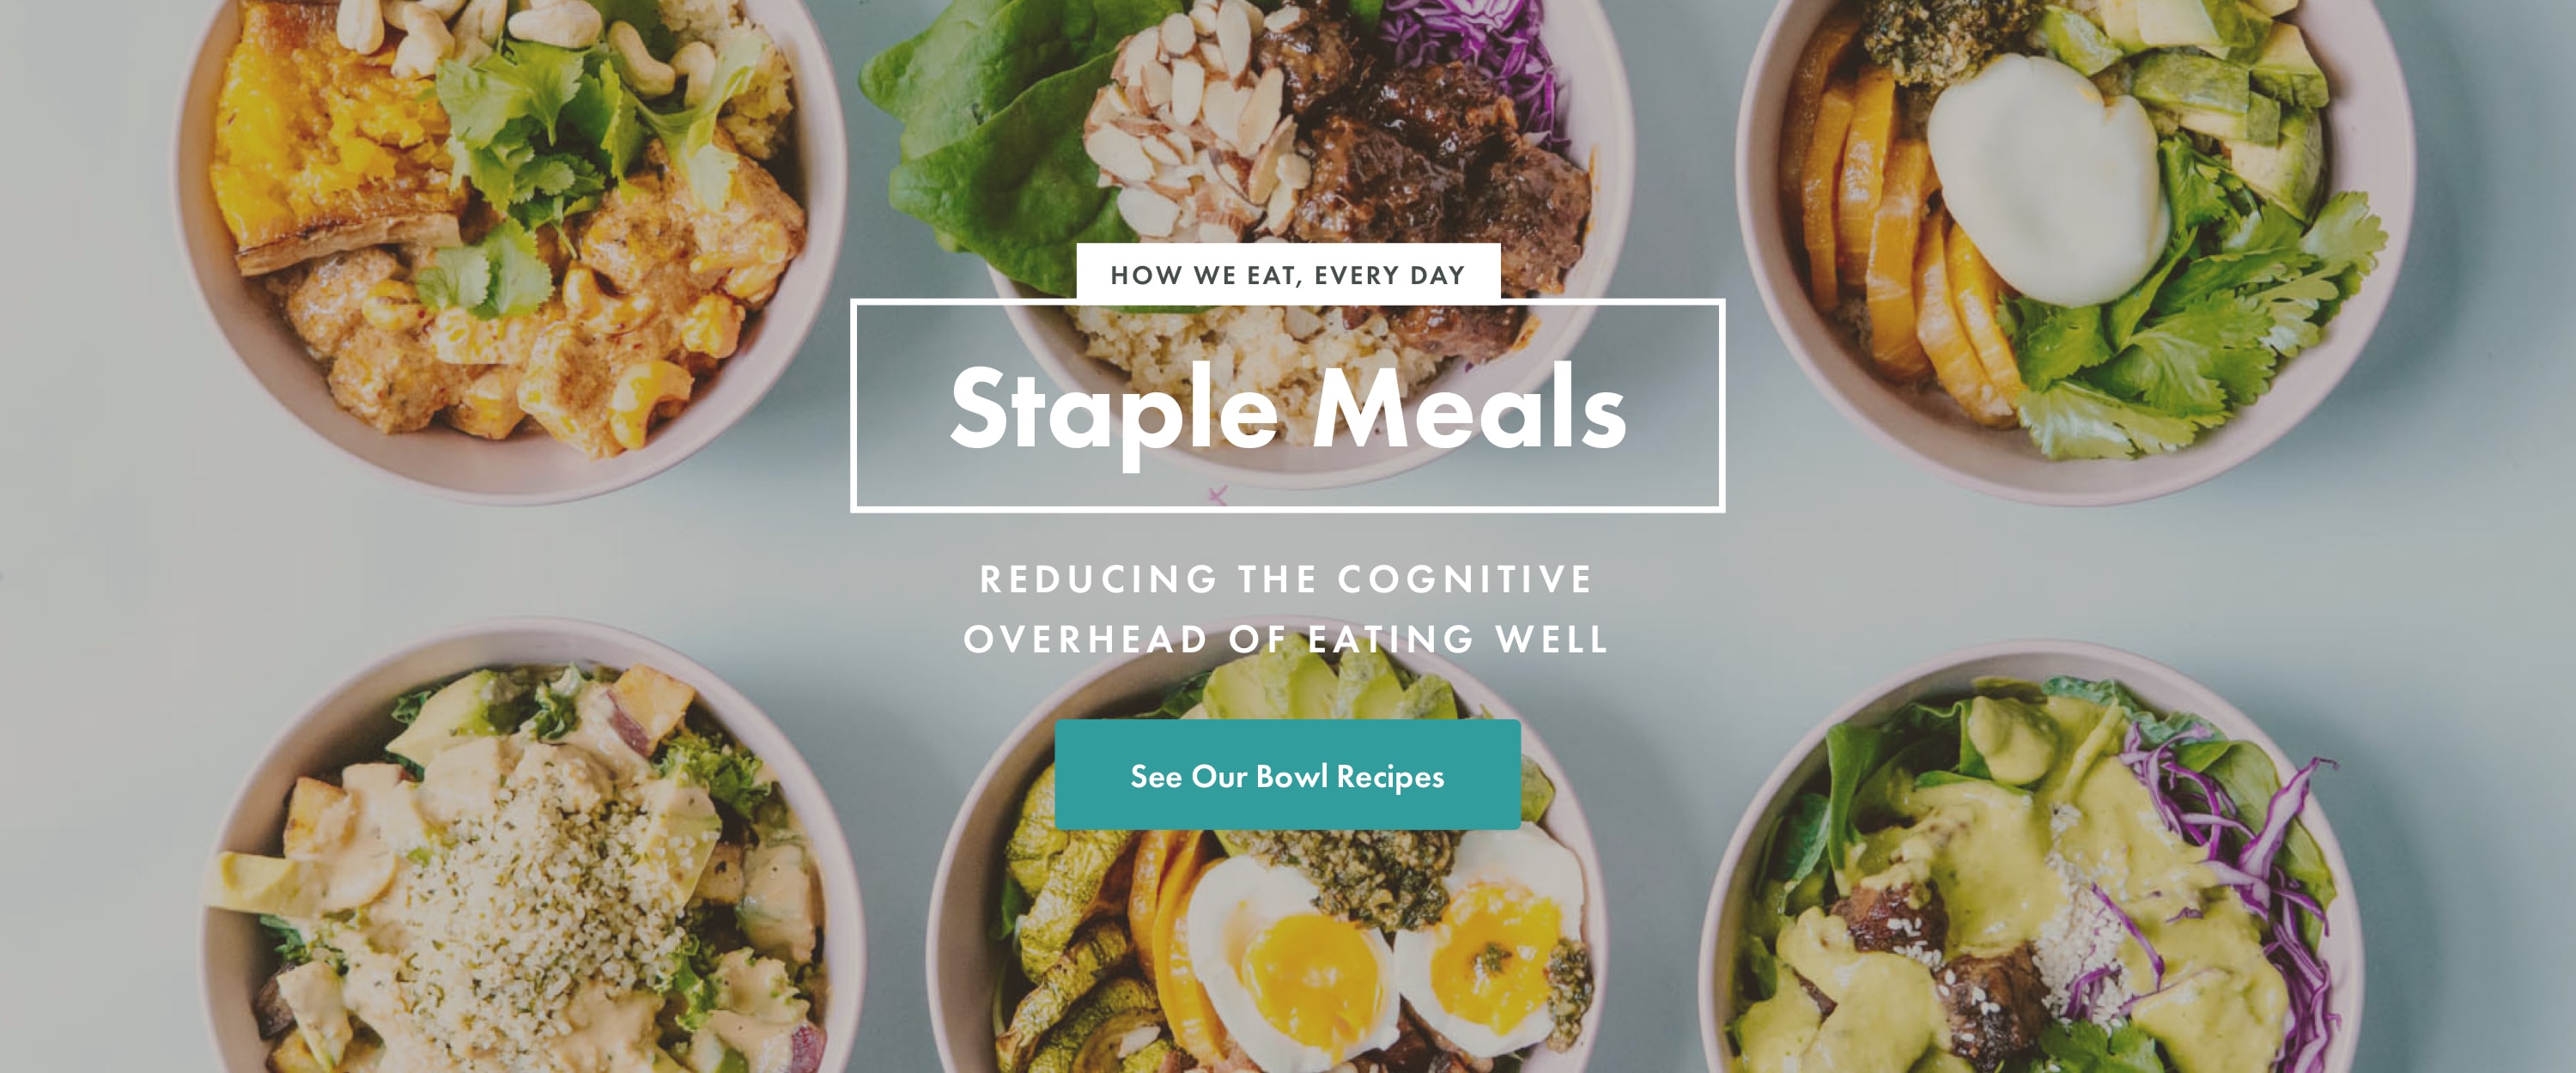 HOW WE EAT, EVERY DAY
Staple Meals
REDUCING THE COGNITIVE
OVERHEAD OF EATING WELL
See Our Bowl Recipes